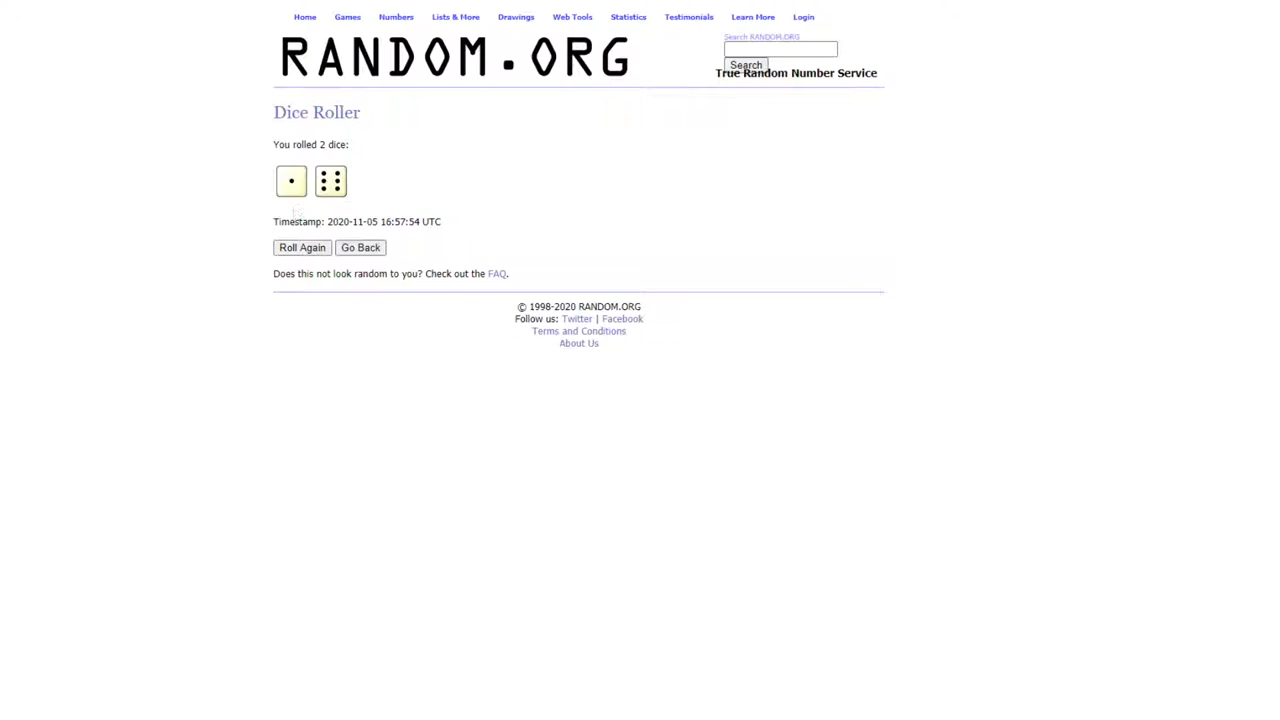 Home Games Numbers Lists & More Drawings Web Tools Statistics Testimonials Learn More Login
RANDOM.ORG
Search RANDOM.ORG
Search
True Random Number Service
Dice Roller
You rolled 2 dice:
Timestamp: 2020-11-05 16:57:54 UTC
Roll Again Go Back
Does this not look random to you? Check out the FAQ.
© 1998-2020 RANDOM.ORG
Follow us: Twitter | Facebook
Terms and Conditions
About Us